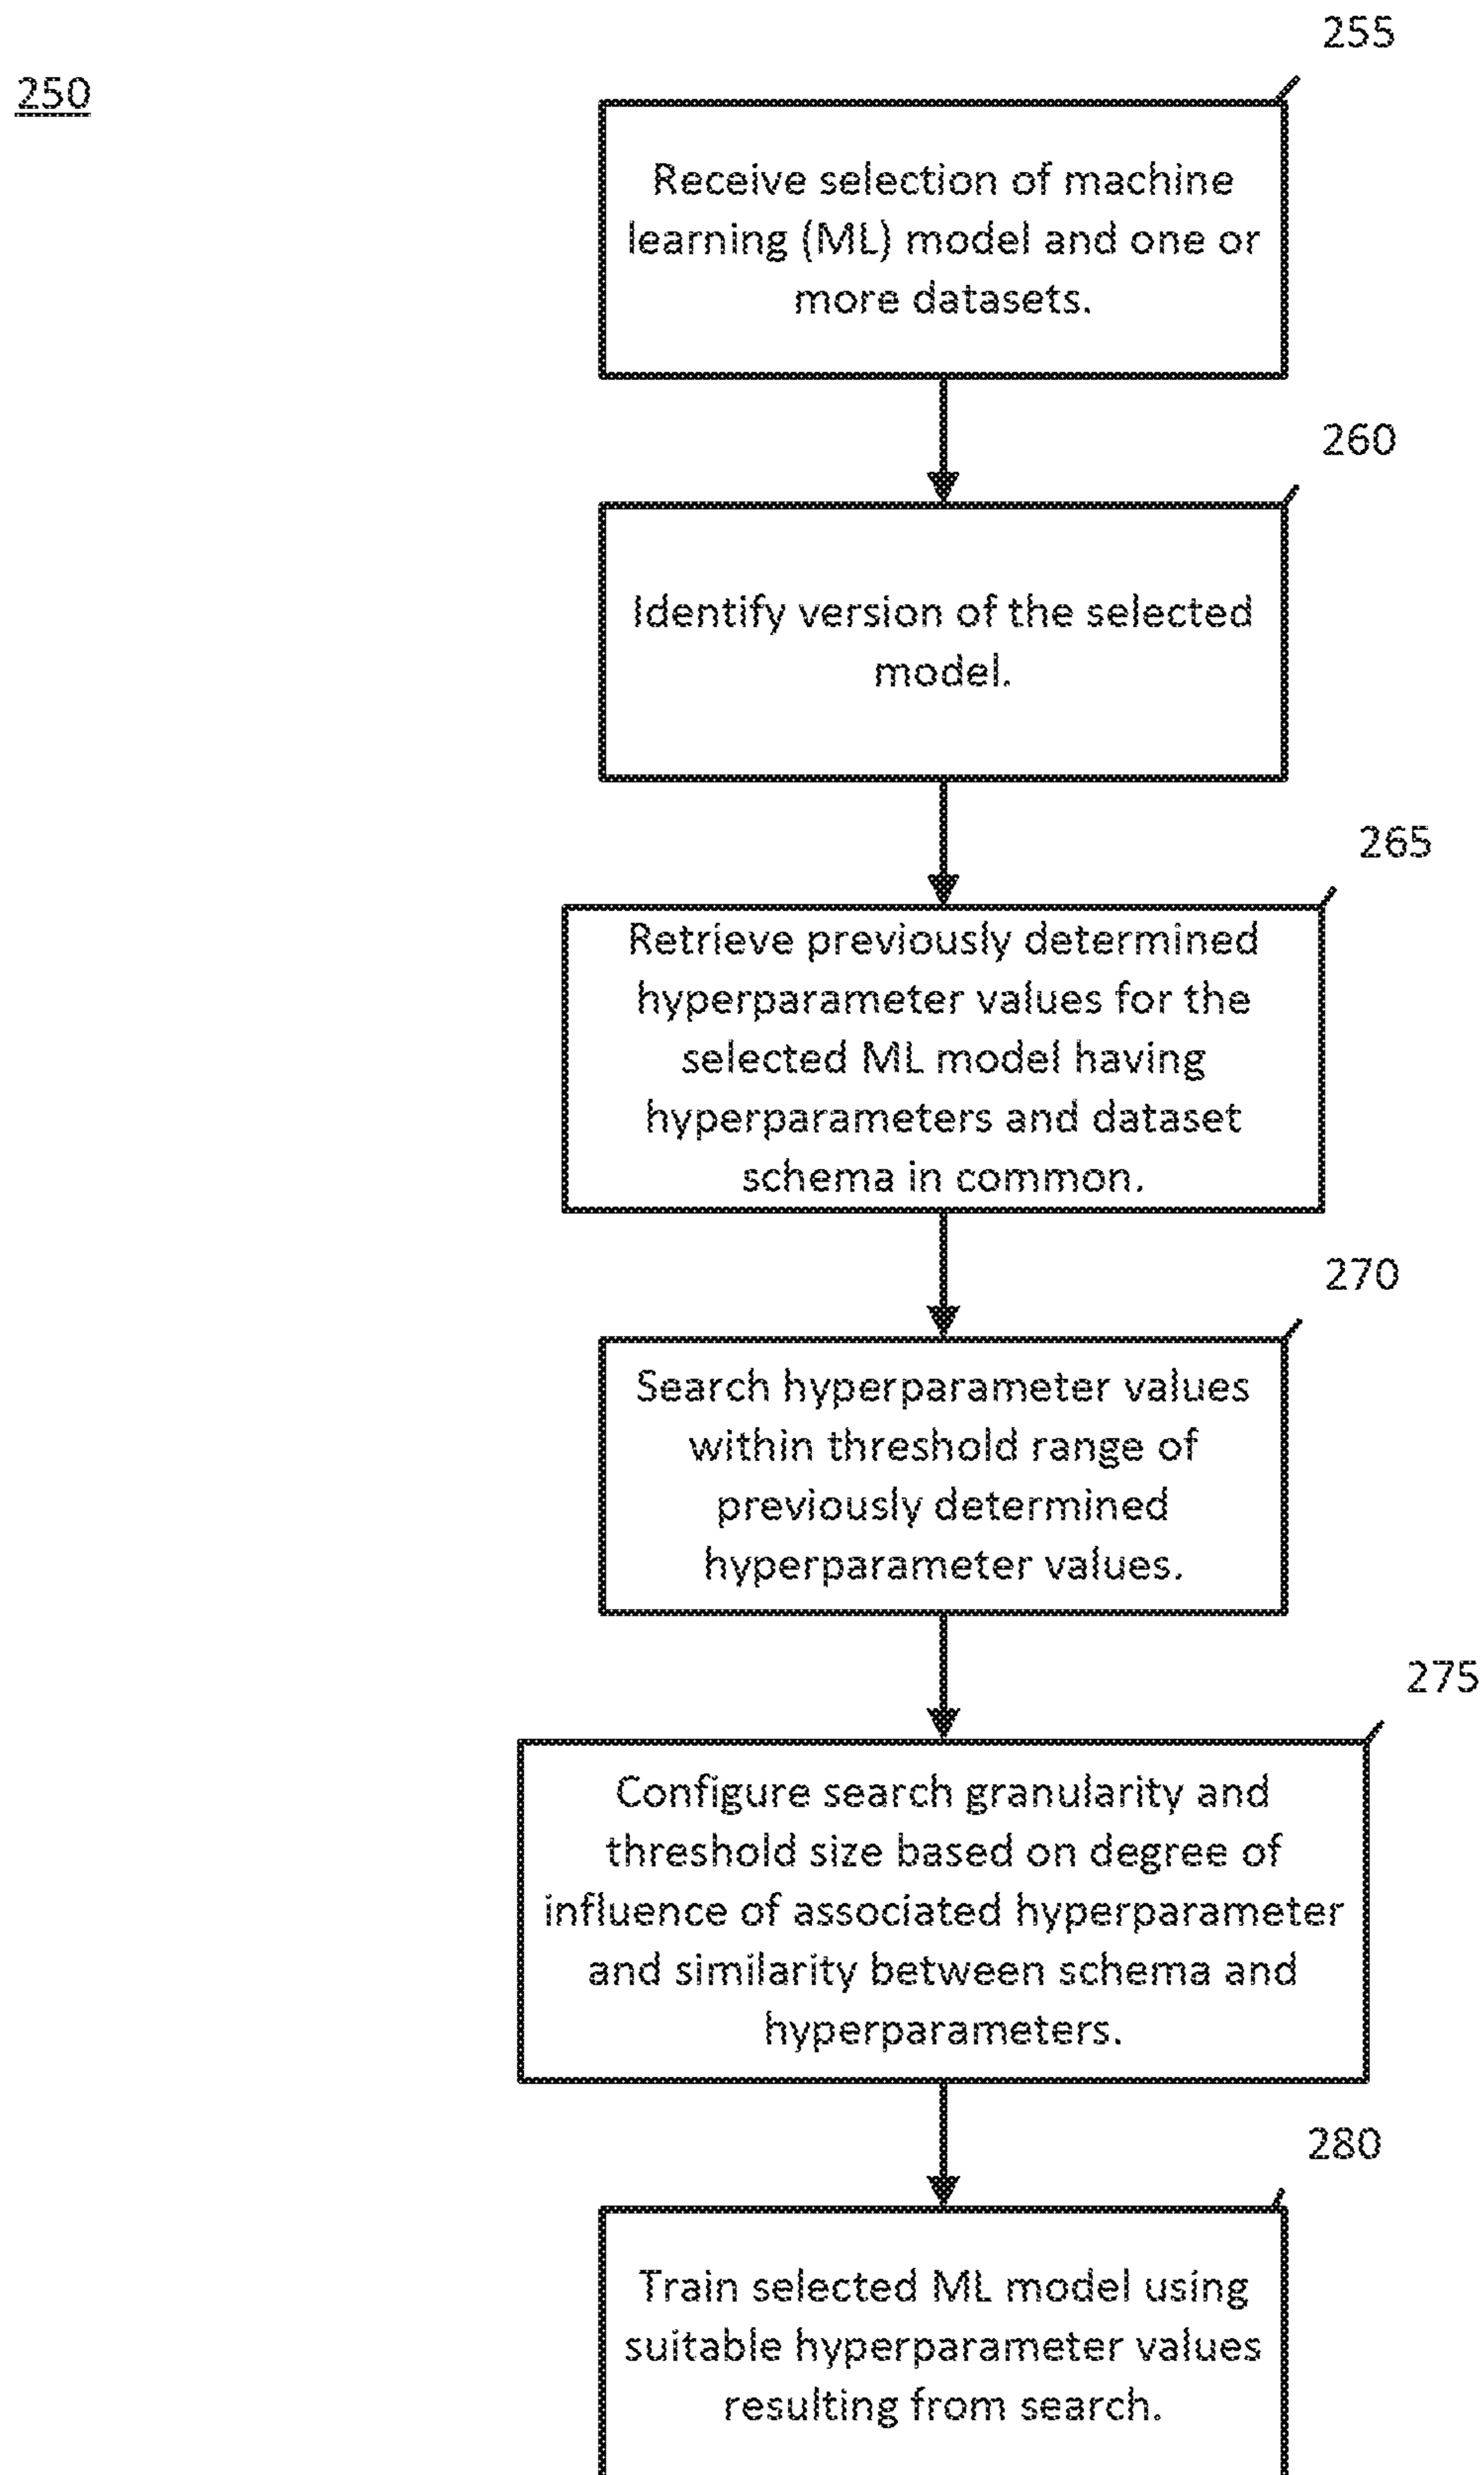 250
255
Receive selection of machine
learning (ML) model and one or
more datasets.
260
Identify version of the selected
model.
265
Retrieve previously determined
hyperparameter values for the
selected ML model having
hyperparameters and dataset
schema in common.
270
Search hyperparameter values
within threshold range of
previously determined
hyperparameter values.
275
Configure search granularity and
threshold size based on degree of
influence of associated hyperparameter
and similarity between schema and
hyperparameters.
280
Train selected ML model using
suitable hyperparameter values
resulting from search.